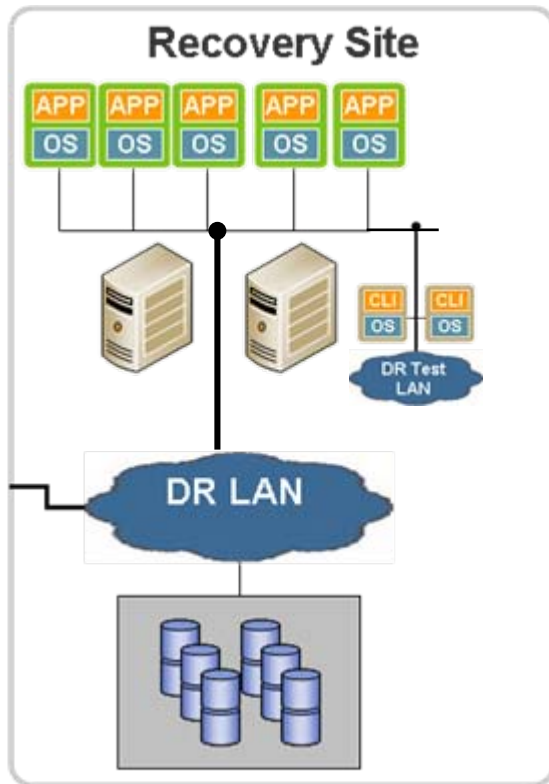 Recovery Site
APP APP APP APP APP
OS OS OS OS OS
CLI CLI
OS OS
DR Test
LAN
DR LAN